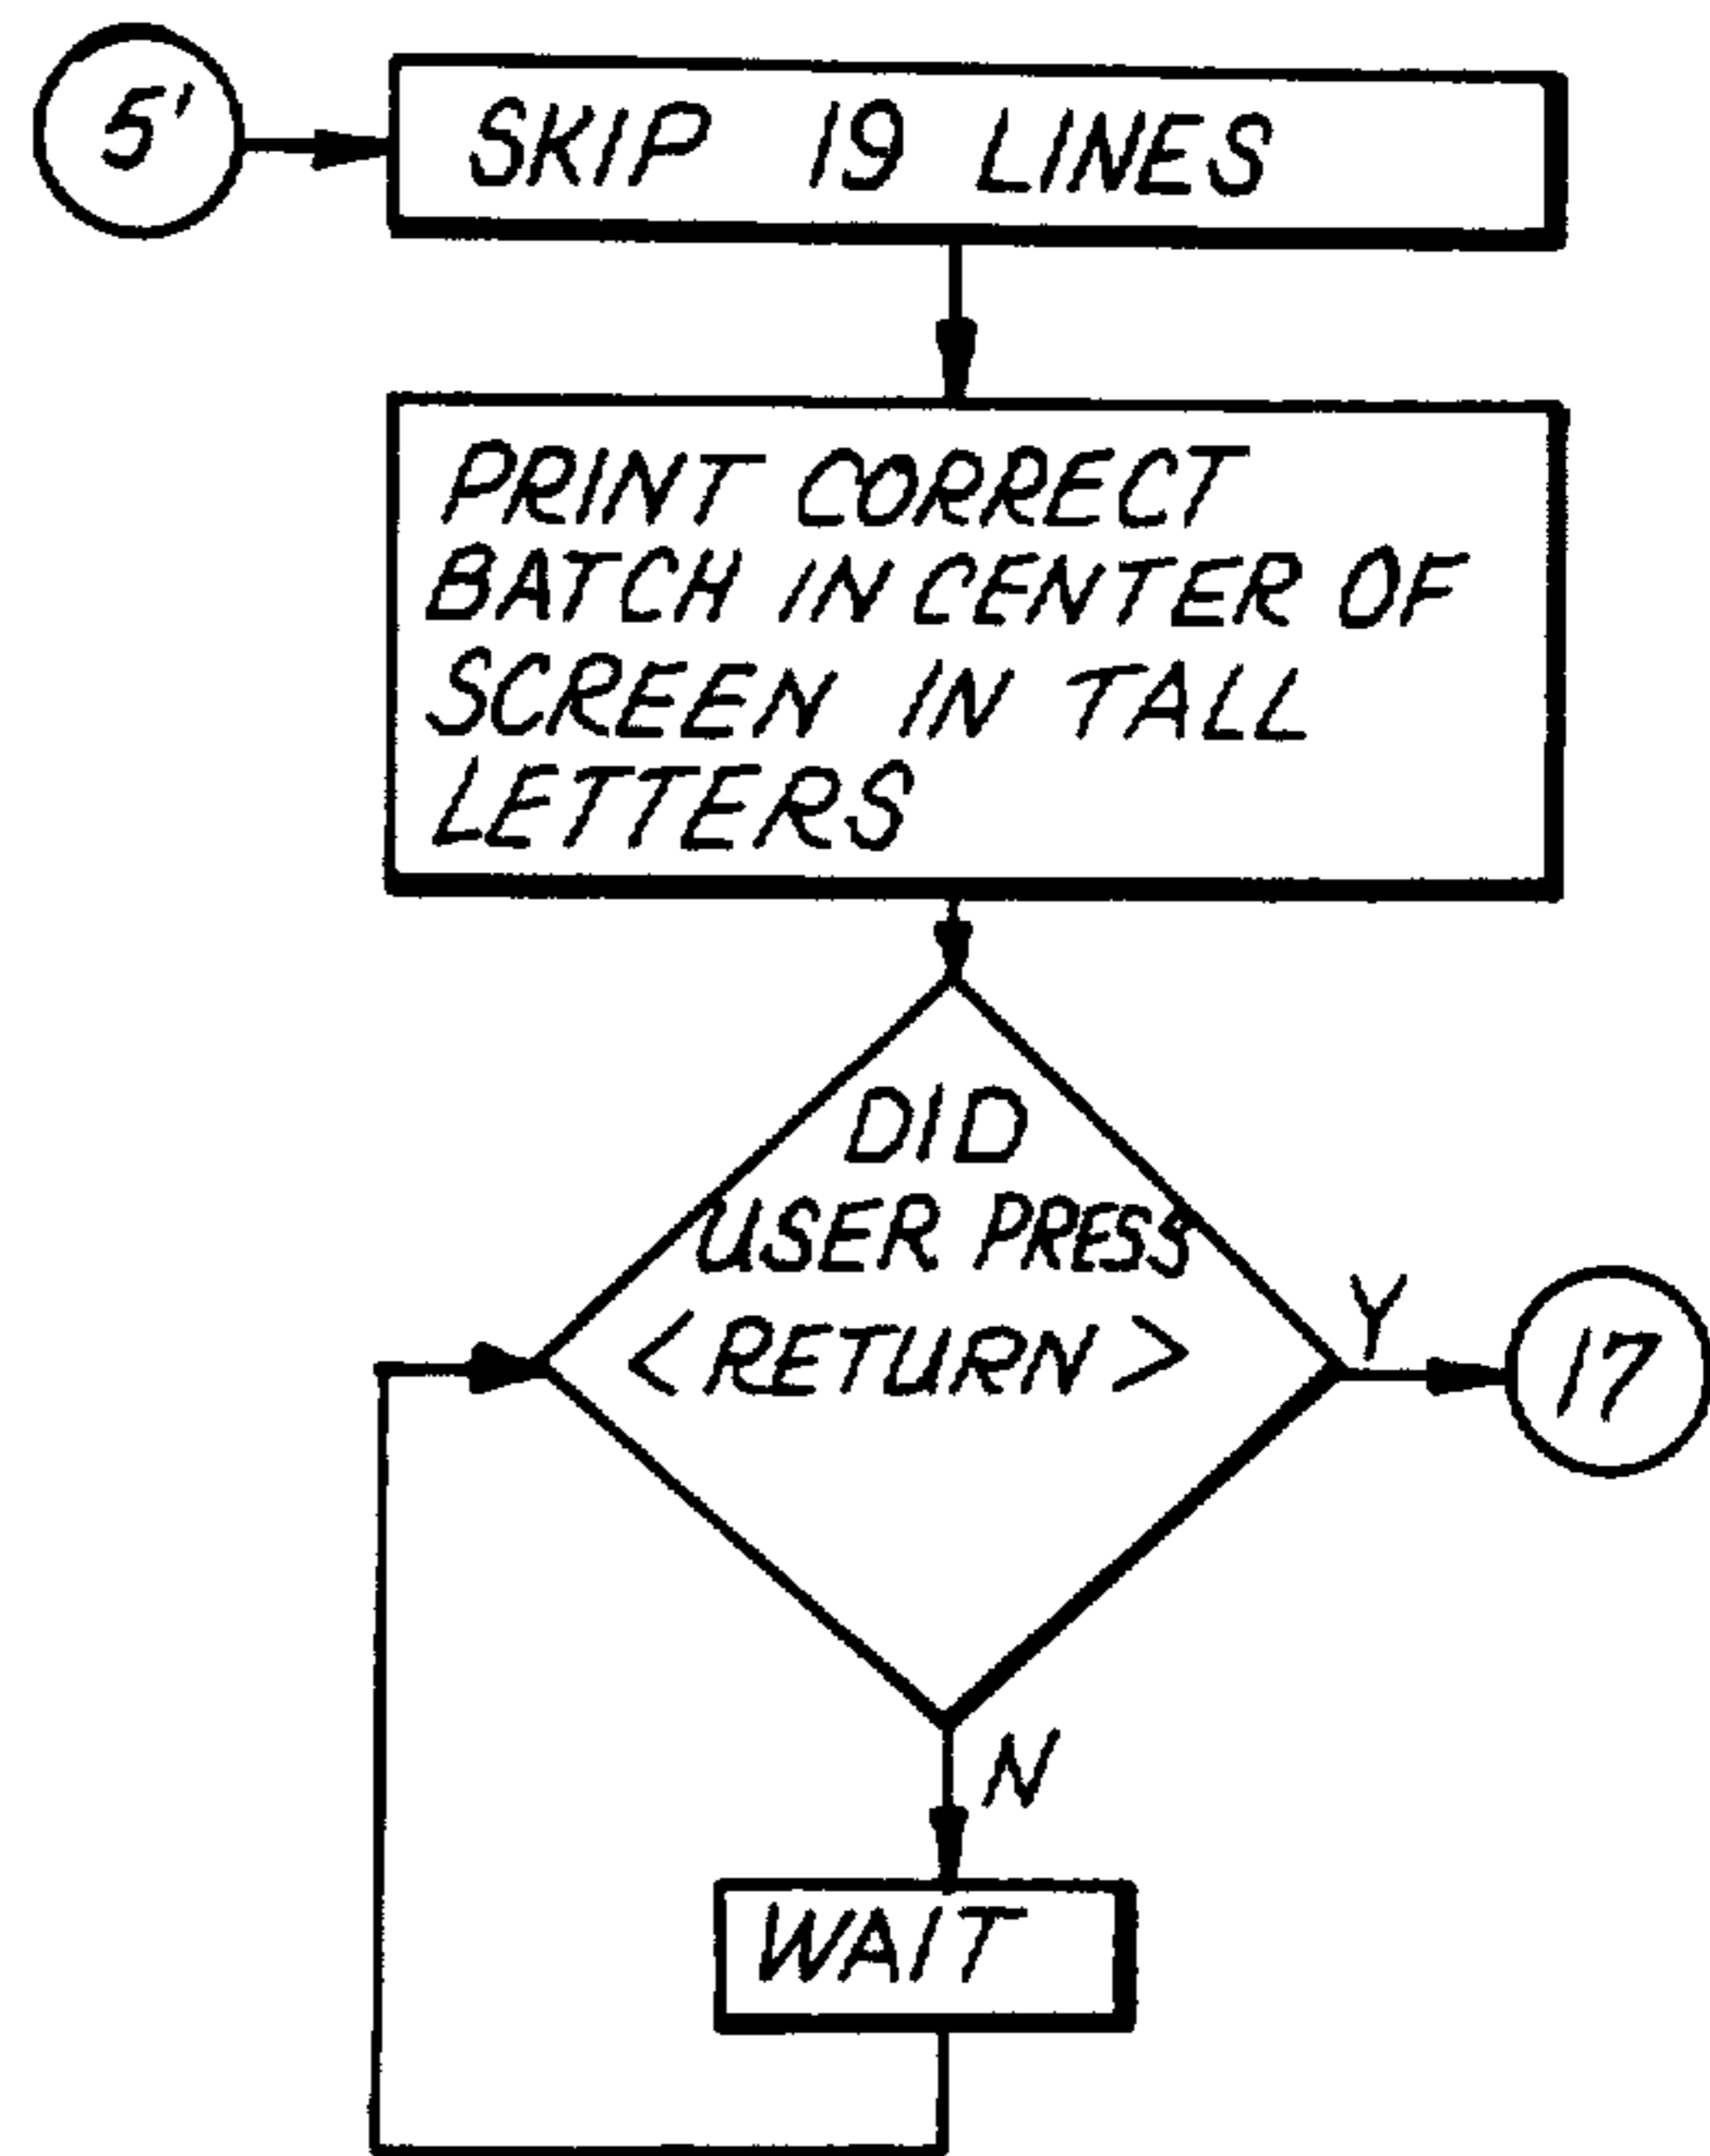 5'
SKIP 19 LINES
PRINT CORRECT
BATCH IN CENTER OF
SCREEN IN TALL
LETTERS
DID
USER PRESS
<RETURN>
Y
17
N
WAIT